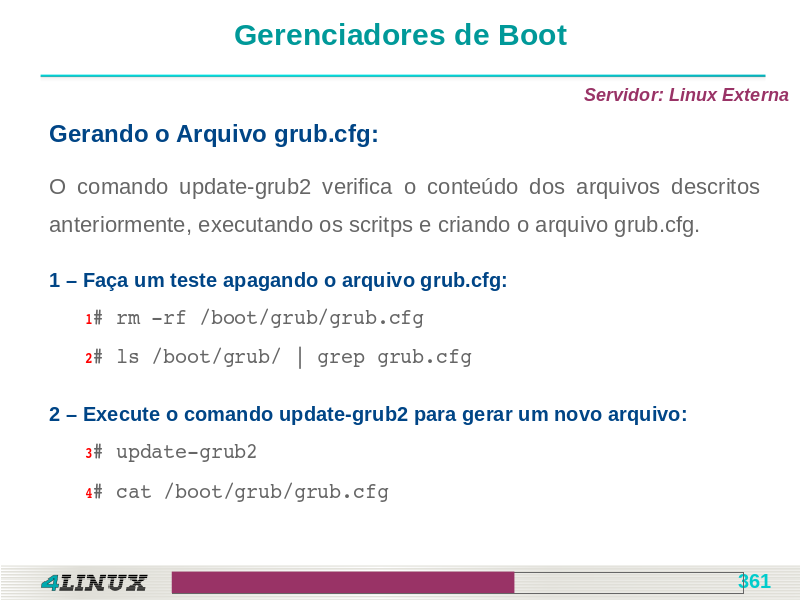 Gerenciadores de Boot
Servidor: Linux Externa
Gerando o Arquivo grub.cfg:
O comando update-grub2 verifica o conteúdo dos arquivos descritos
anteriormente, executando os scritps e criando o arquivo grub.cfg.
1 – Faça um teste apagando o arquivo grub.cfg:
1# rm -rf /boot/grub/grub.cfg
2# ls /boot/grub/ | grep grub.cfg
2 – Execute o comando update-grub2 para gerar um novo arquivo:
3# update-grub2
4# cat /boot/grub/grub.cfg
4LINUX
361